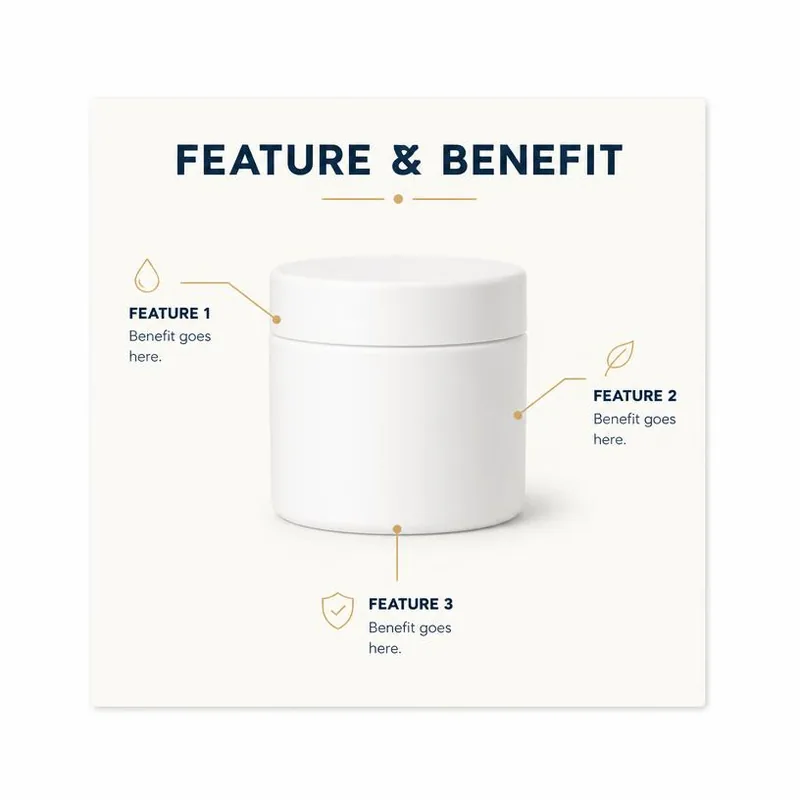 FEATURE & BENEFIT
FEATURE 1
Benefit goes
here.
FEATURE 2
Benefit goes
here.
FEATURE 3
Benefit goes
here.